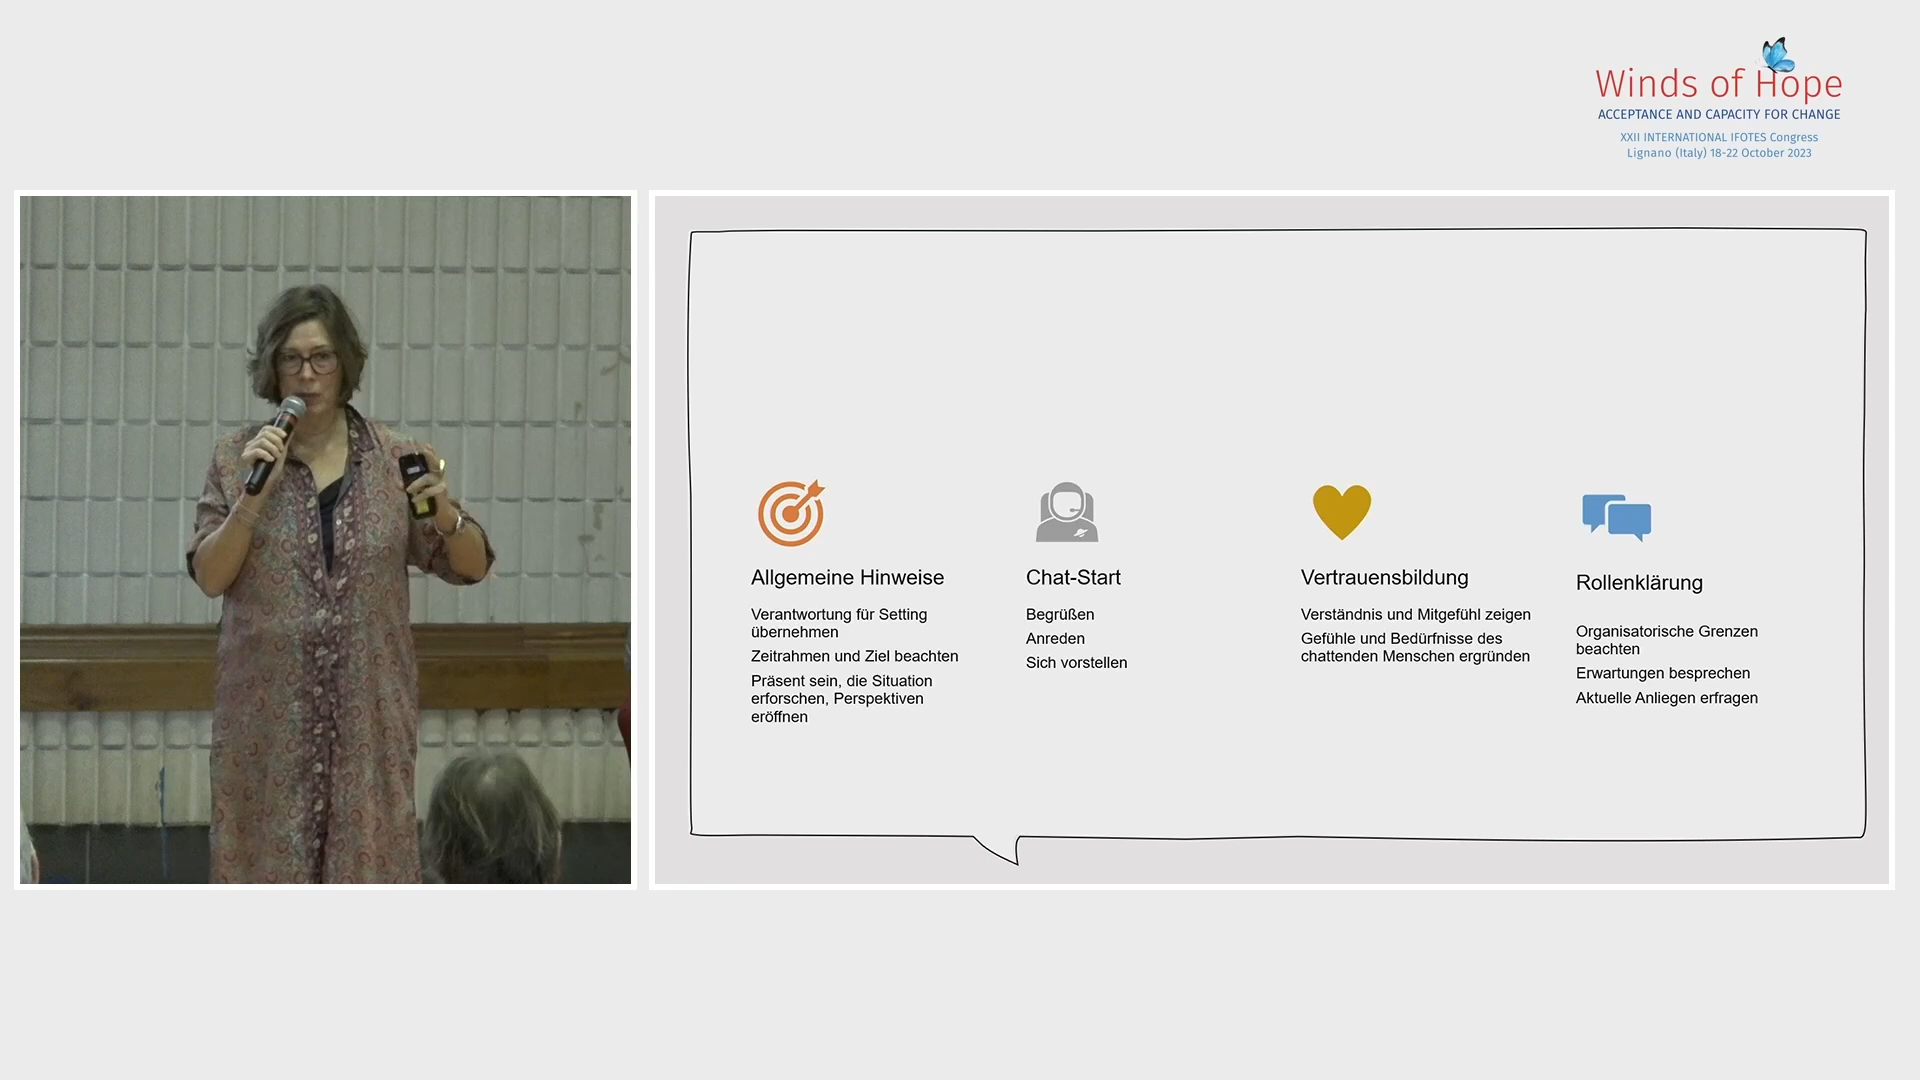 Winds of Hope
ACCEPTANCE AND CAPACITY FOR CHANGE
XXII INTERNATIONAL IFOTES Congress
Lignano (Italy) 18-22 October 2023
Allgemeine Hinweise
Verantwortung für Setting
übernehmen
Zeitrahmen und Ziel beachten
Präsent sein, die Situation
erforschen, Perspektiven
eröffnen
Chat-Start
Begrüßen
Anreden
Sich vorstellen
Vertrauensbildung
Verständnis und Mitgefühl zeigen
Gefühle und Bedürfnisse des
chattenden Menschen ergründen
Rollenklärung
Organisatorische Grenzen
beachten
Erwartungen besprechen
Aktuelle Anliegen erfragen